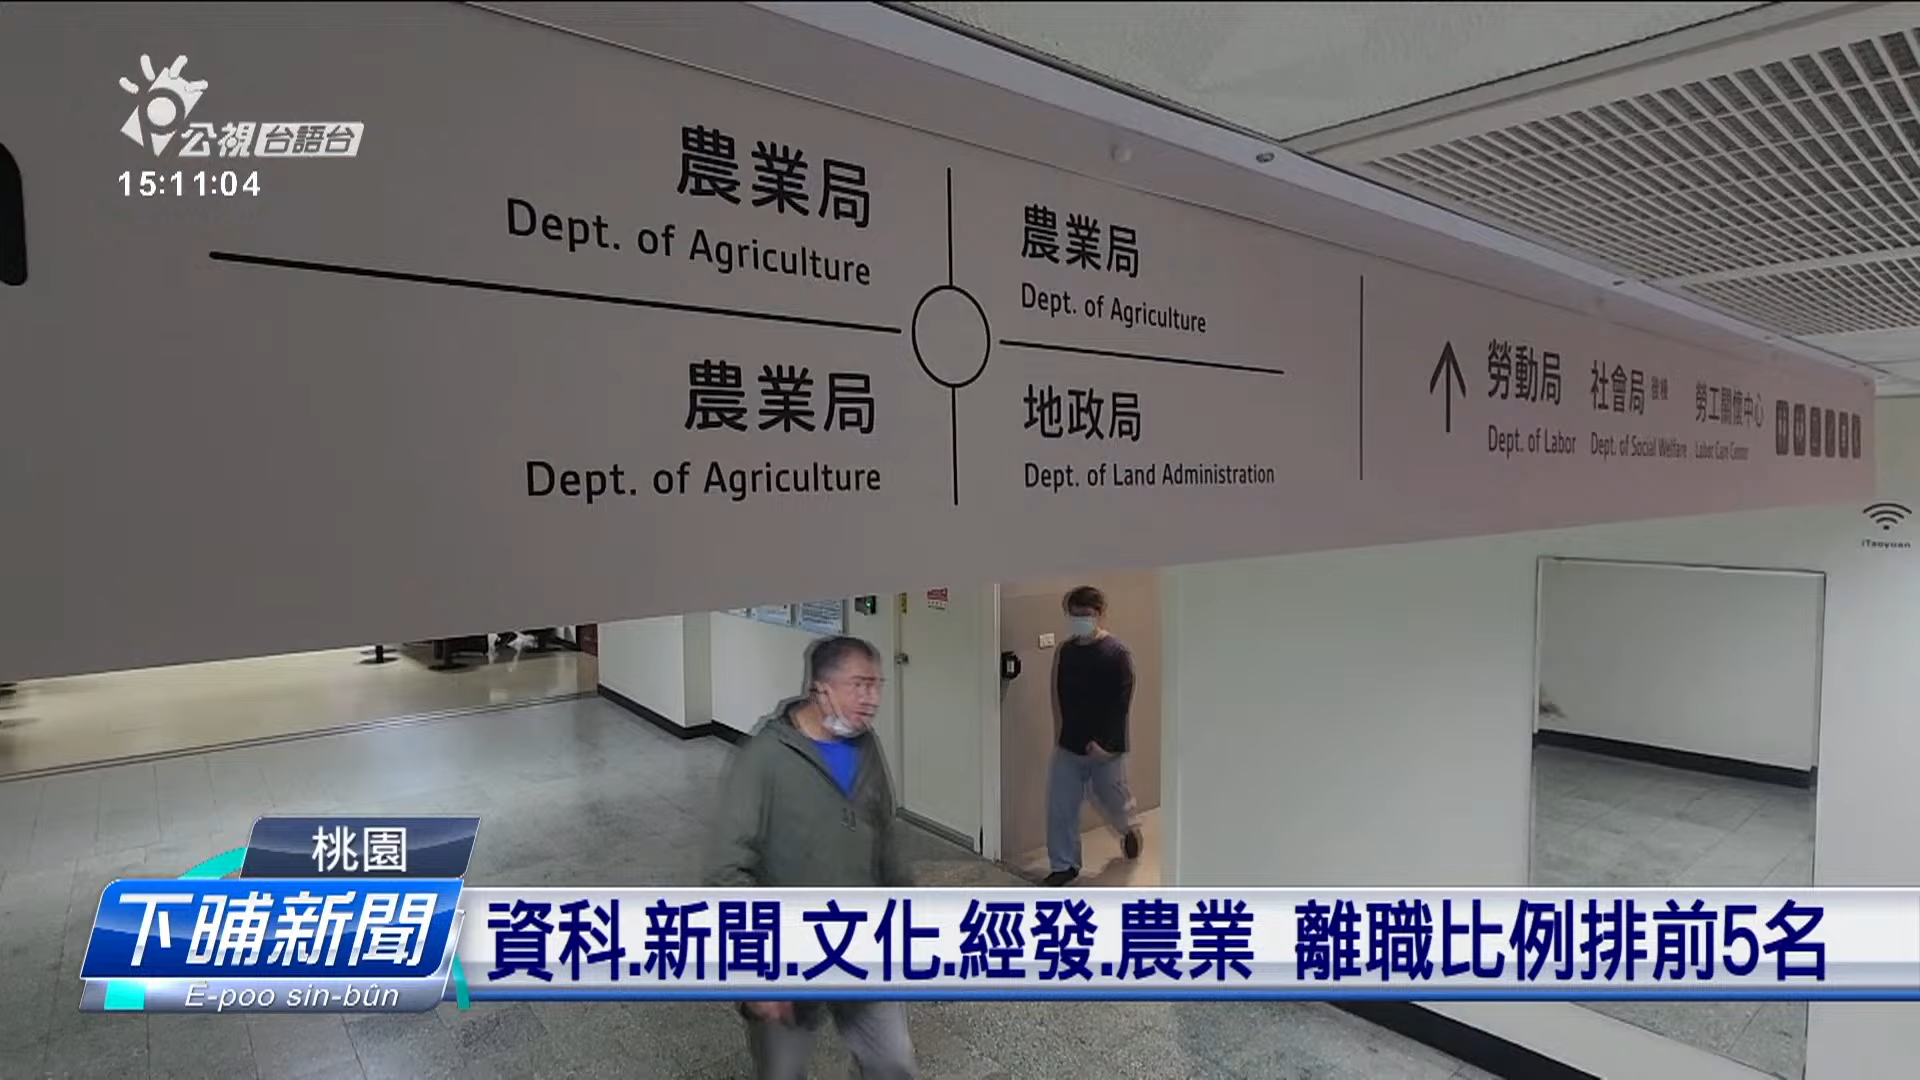 公視台語台
15:11:04
農業局
Dept. of Agriculture
農業局
Dept. of Agriculture
農業局
Dept. of Agriculture
地政局
Dept. of Land Administration
勞動局
Dept. of Labor
社會局
Dept. of Social Welfare
勞工關懷中心
Labor Care Center
iTaoyuan
桃園
下晡新聞
E-poo sin-bûn
資科.新聞.文化.經發.農業 離職比例排前5名